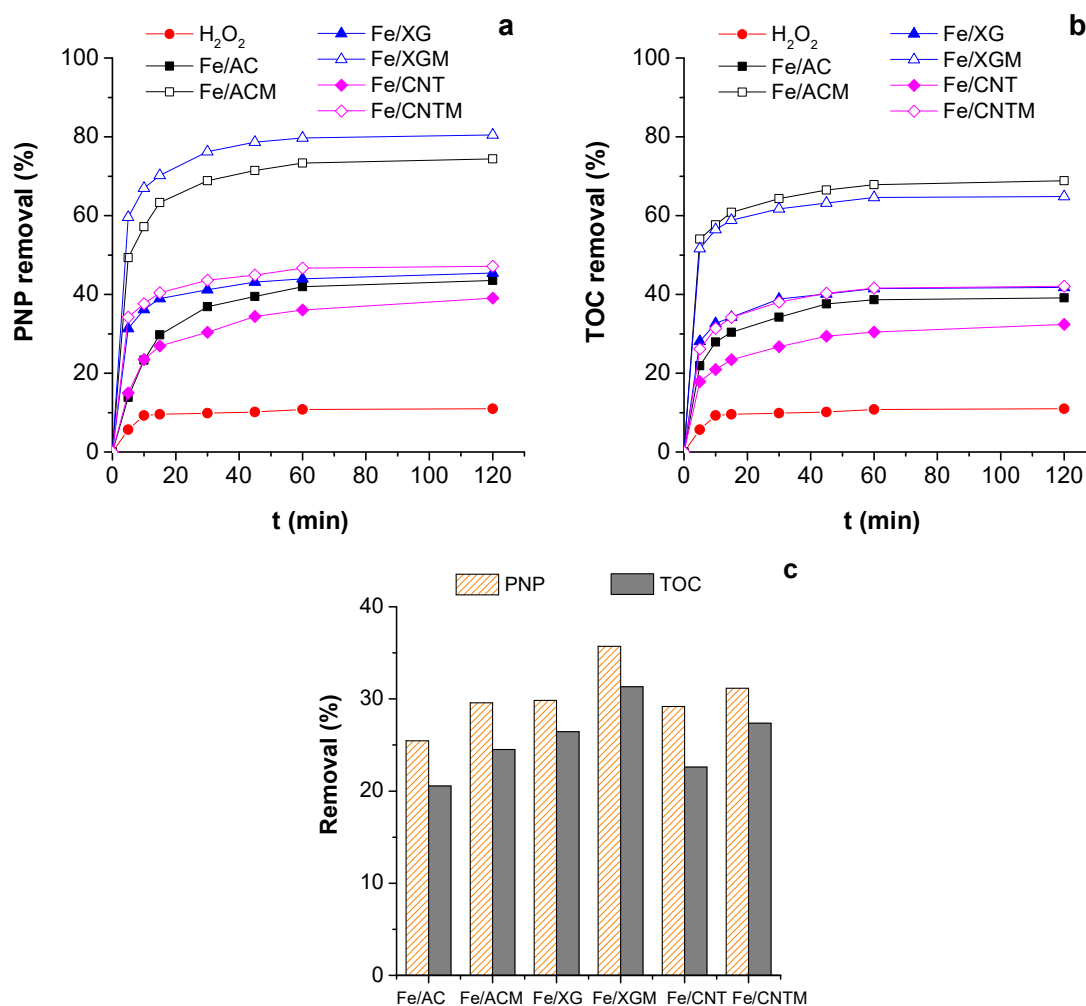 a
H₂O₂
Fe/AC
Fe/ACM
Fe/XG
Fe/XGM
Fe/CNT
Fe/CNTM
100
80
60
40
20
0
PNP removal (%)
0 20 40 60 80 100 120
t (min)
b
H₂O₂
Fe/AC
Fe/ACM
Fe/XG
Fe/XGM
Fe/CNT
Fe/CNTM
100
80
60
40
20
0
TOC removal (%)
0 20 40 60 80 100 120
t (min)
c
PNP TOC
40
30
20
10
0
Removal (%)
Fe/AC Fe/ACM Fe/XG Fe/XGM Fe/CNT Fe/CNTM